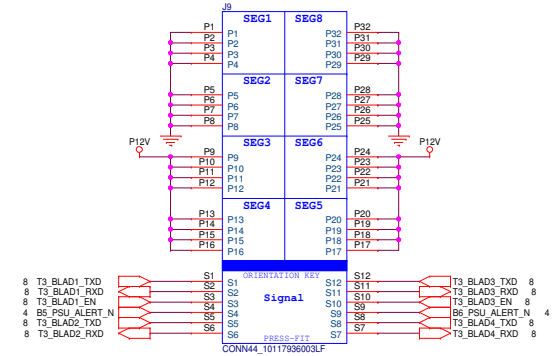 J9
SEG1 SEG8
P1 P1 P32 P32
P2 P2 P31 P31
P3 P3 P30 P30
P4 P4 P29 P29
SEG2 SEG7
P5 P5 P28 P28
P6 P6 P27 P27
P7 P7 P26 P26
P8 P8 P25 P25
P12V SEG3 SEG6 P12V
P9 P9 P24 P24
P10 P10 P23 P23
P11 P11 P22 P22
P12 P12 P21 P21
SEG4 SEG5
P13 P13 P20 P20
P14 P14 P19 P19
P15 P15 P18 P18
P16 P16 P17 P17
ORIENTATION KEY
8 T3_BLAD1_TXD S1 S1 S12 S12 T3_BLAD3_TXD 8
8 T3_BLAD1_RXD S2 S2 S11 S11 T3_BLAD3_RXD 8
8 T3_BLAD1_EN S3 S3 Signal S10 S10 T3_BLAD3_EN 8
4 B5_PSU_ALERT_N S4 S4 S9 S9 B6_PSU_ALERT_N 4
8 T3_BLAD2_TXD S5 S5 S8 S8 T3_BLAD4_TXD 8
8 T3_BLAD2_RXD S6 S6 S7 S7 T3_BLAD4_RXD 8
PRESS-FIT
CONN44_10117936003LF